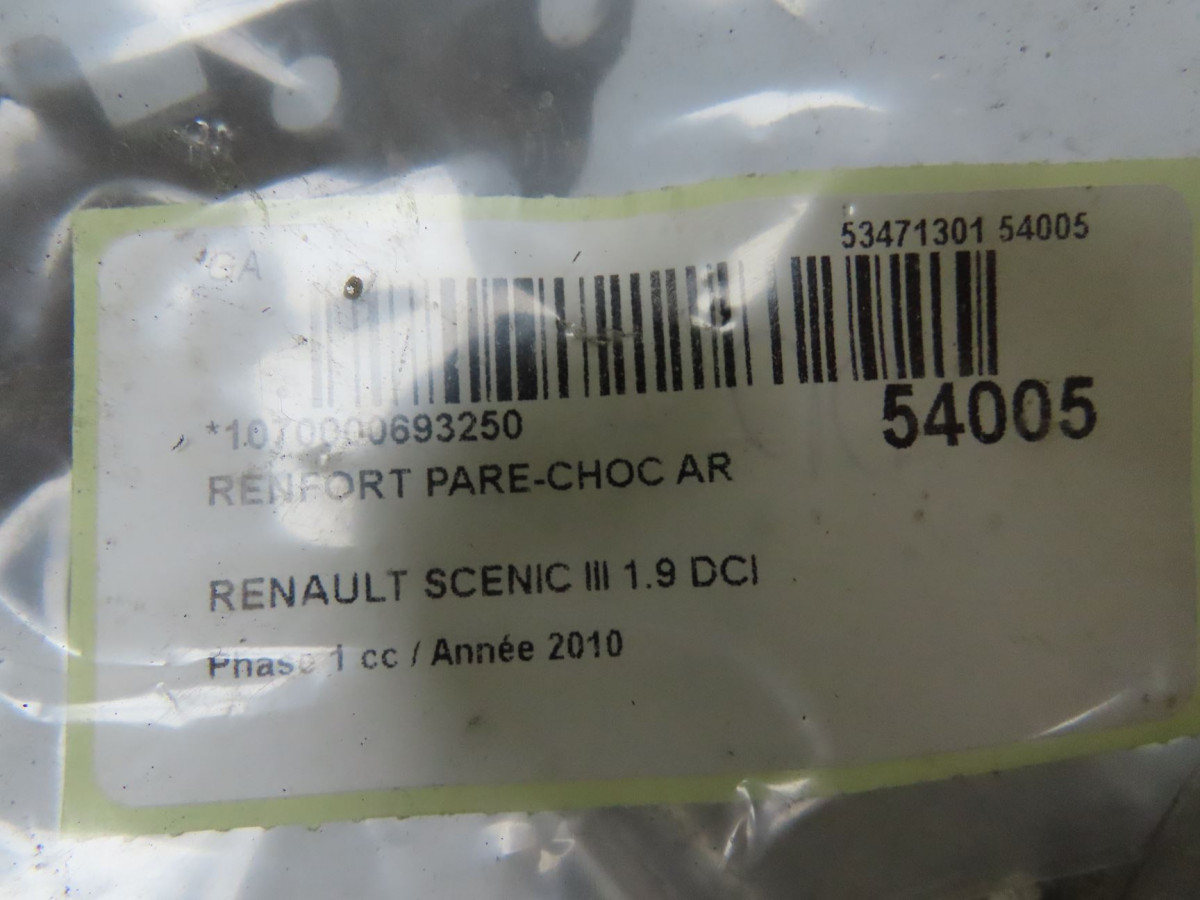 GA
53471301 54005
54005
*1070000693250
RENFORT PARE-CHOC AR
RENAULT SCENIC III 1.9 DCI
Phase 1 cc / Année 2010